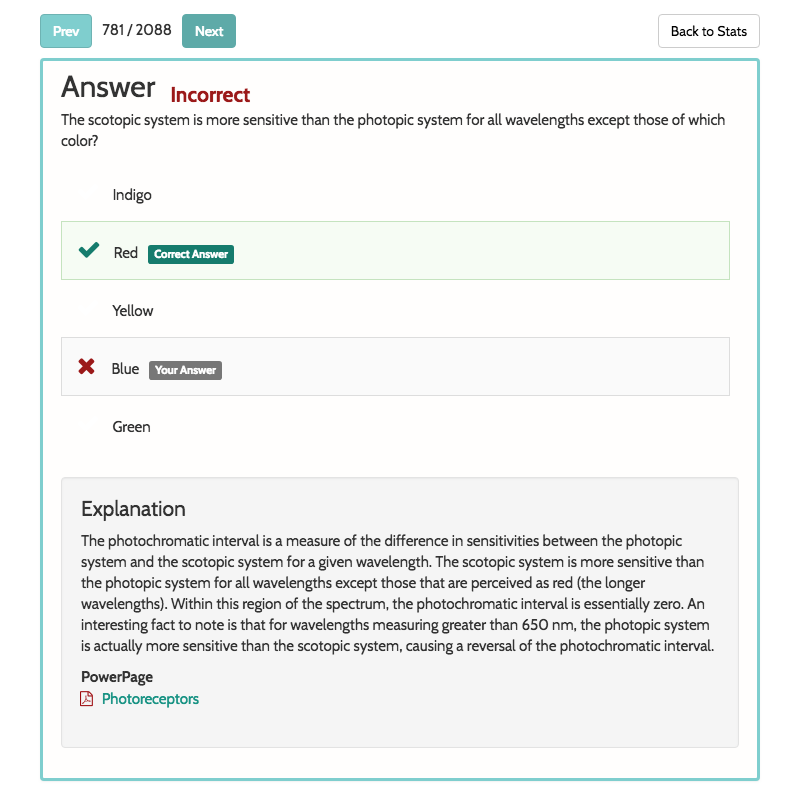 Prev 781 / 2088 Next Back to Stats
Answer Incorrect
The scotopic system is more sensitive than the photopic system for all wavelengths except those of which
color?
Indigo
Red Correct Answer
Yellow
Blue Your Answer
Green
Explanation
The photochromatic interval is a measure of the difference in sensitivities between the photopic
system and the scotopic system for a given wavelength. The scotopic system is more sensitive than
the photopic system for all wavelengths except those that are perceived as red (the longer
wavelengths). Within this region of the spectrum, the photochromatic interval is essentially zero. An
interesting fact to note is that for wavelengths measuring greater than 650 nm, the photopic system
is actually more sensitive than the scotopic system, causing a reversal of the photochromatic interval.
PowerPage
Photoreceptors